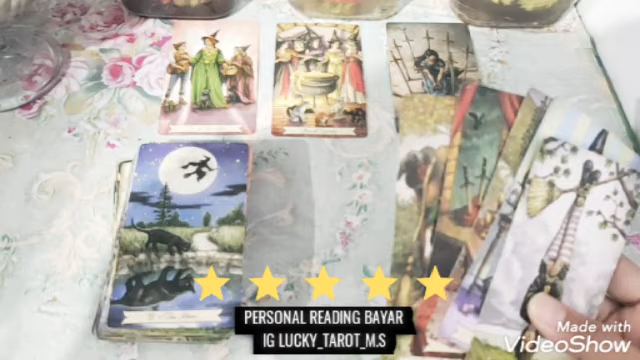 PERSONAL READING BAYAR
IG LUCKY_TAROT_M.S
Made with
VideoShow